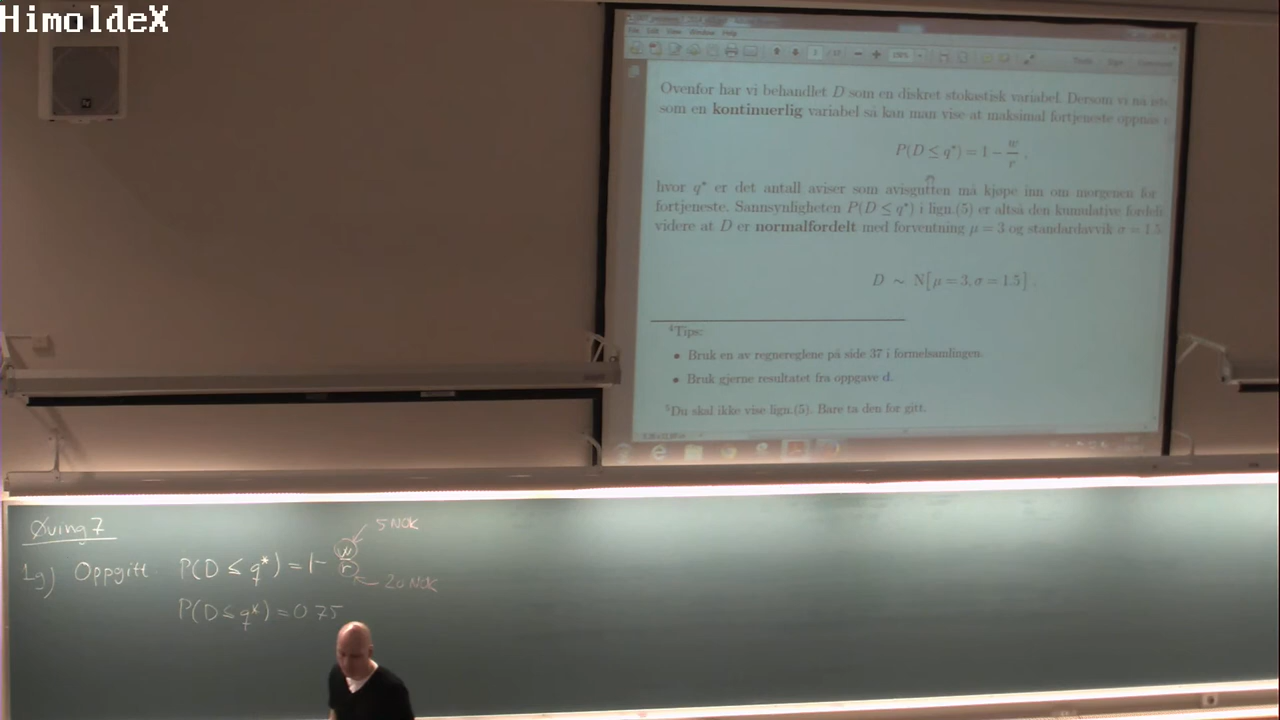 HimoldeX
File Edit View Window Help
Ovenfor har vi behandlet D som en diskret stokastisk variabel. Dersom vi nå
som en kontinuerlig variabel så kan man vise at maksimal fortjeneste oppnås
P(D ≤ q*) = 1 − w/r ,
hvor q* er det antall aviser som avisgutten må kjøpe inn om morgenen for
fortjeneste. Sannsynligheten P(D ≤ q*) i lign.(5) er altså den kumulative
videre at D er normalfordelt med forventning μ = 3 og standardavvik σ = 1.5
D ∼ N[μ = 3, σ = 1.5] .
4Tips:
• Bruk en av regnereglene på side 37 i formelsamlingen.
• Bruk gjerne resultatet fra oppgave d.
5Du skal ikke vise lign.(5). Bare ta den for gitt.
Øving 7
5 NOK
1g) Oppgitt: P(D ≤ q*) = 1 - w/r
20 NOK
P(D ≤ q*) = 0.75